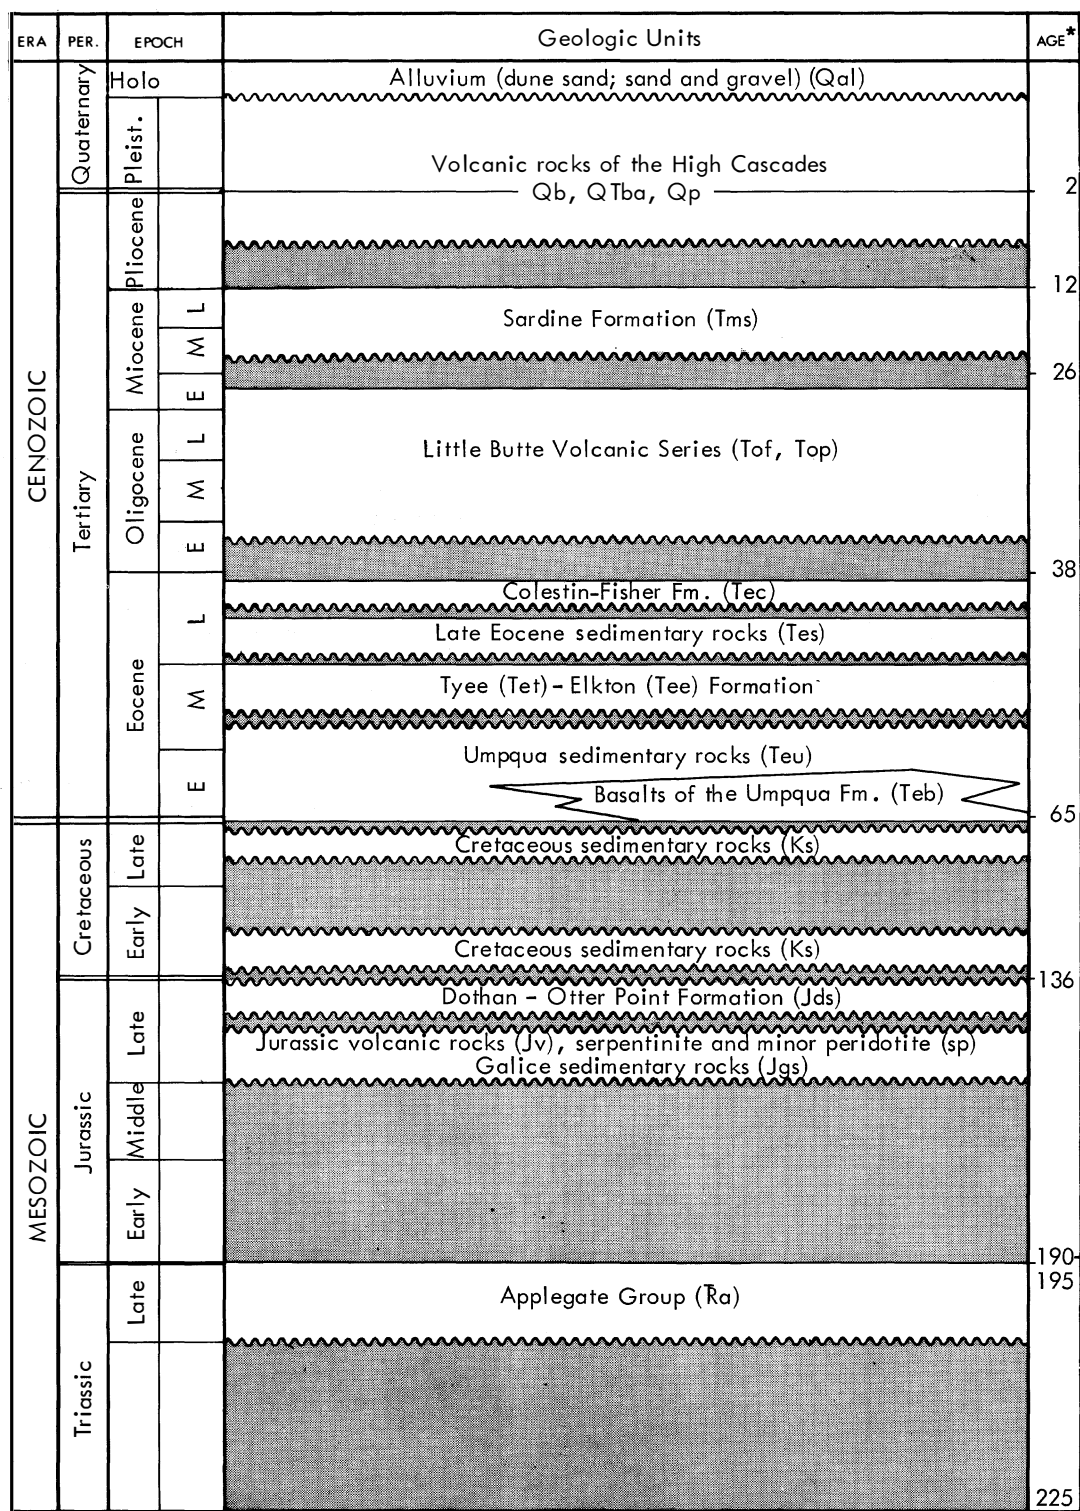 ERA PER. EPOCH Geologic Units AGE*
CENOZOIC
Quaternary
Holo
Alluvium (dune sand; sand and gravel) (Qal)
Pleist.
Volcanic rocks of the High Cascades
Qb, QTba, Qp
2
Tertiary
Pliocene
12
Miocene
L
Sardine Formation (Tms)
M
26
E
Oligocene
L
Little Butte Volcanic Series (Tof, Top)
M
E
38
Eocene
Colestin-Fisher Fm. (Tec)
L
Late Eocene sedimentary rocks (Tes)
M
Tyee (Tet) - Elkton (Tee) Formation
Umpqua sedimentary rocks (Teu)
E
Basalts of the Umpqua Fm. (Teb)
65
MESOZOIC
Cretaceous
Late
Cretaceous sedimentary rocks (Ks)
Early
Cretaceous sedimentary rocks (Ks)
136
Jurassic
Late
Dothan - Otter Point Formation (Jds)
Jurassic volcanic rocks (Jv), serpentinite and minor peridotite (sp)
Galice sedimentary rocks (Jgs)
Middle
Early
190
195
Triassic
Late
Applegate Group (T̅Ra)
225